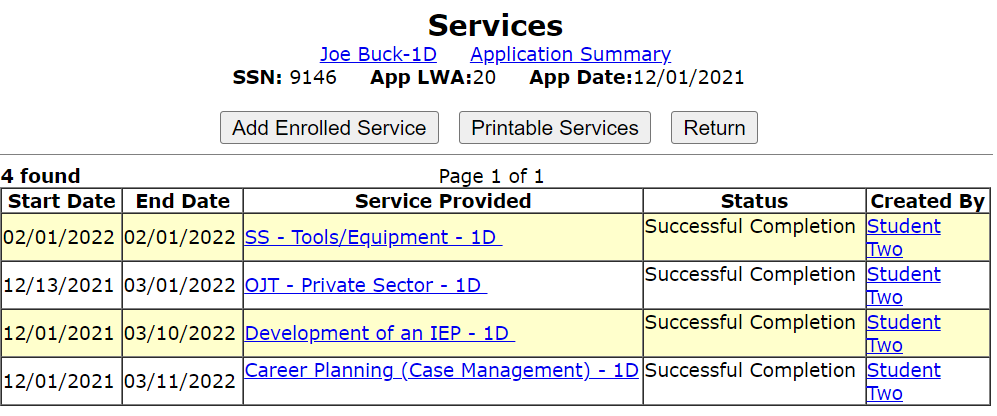 Services
Joe Buck-1D Application Summary
SSN: 9146 App LWA:20 App Date:12/01/2021
Add Enrolled Service Printable Services Return
4 found Page 1 of 1
Start Date End Date Service Provided Status Created By
02/01/2022 02/01/2022 SS - Tools/Equipment - 1D Successful Completion Student
Two
12/13/2021 03/01/2022 OJT - Private Sector - 1D Successful Completion Student
Two
12/01/2021 03/10/2022 Development of an IEP - 1D Successful Completion Student
Two
12/01/2021 03/11/2022 Career Planning (Case Management) - 1D Successful Completion Student
Two